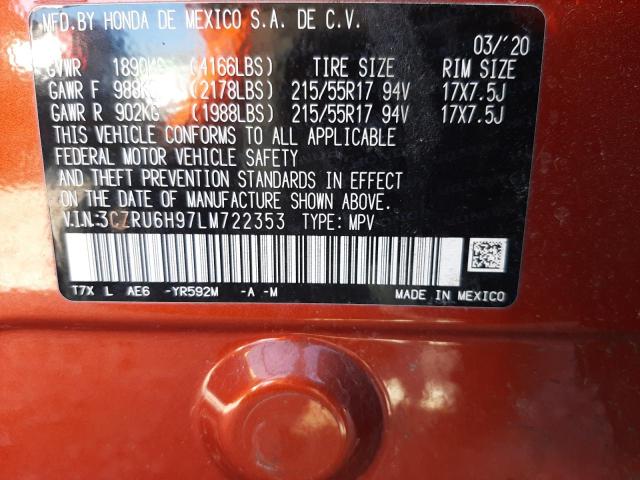 MFD.BY HONDA DE MEXICO S.A. DE C.V.
03/'20
GVWR 1890KG (4166LBS) TIRE SIZE RIM SIZE
GAWR F 988KG (2178LBS) 215/55R17 94V 17X7.5J
GAWR R 902KG (1988LBS) 215/55R17 94V 17X7.5J
THIS VEHICLE CONFORMS TO ALL APPLICABLE
FEDERAL MOTOR VEHICLE SAFETY
AND THEFT PREVENTION STANDARDS IN EFFECT
ON THE DATE OF MANUFACTURE SHOWN ABOVE.
V.I.N:3CZRU6H97LM722353 TYPE: MPV
T7X L AE6 -YR592M -A -M MADE IN MEXICO